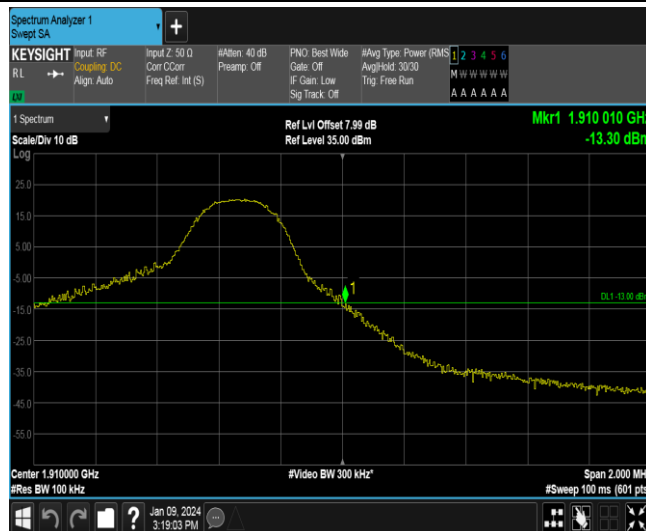 Spectrum Analyzer 1
Swept SA
KEYSIGHT
RL
Input: RF
Coupling: DC
Align: Auto
Input Z: 50 Ω
Corr CCorr
Freq Ref: Int (S)
#Atten: 40 dB
Preamp: Off
PNO: Best Wide
Gate: Off
IF Gain: Low
Sig Track: Off
#Avg Type: Power (RMS
Avg|Hold: 30/30
Trig: Free Run
1 2 3 4 5 6
M W W W W W
A A A A A A
1 Spectrum
Scale/Div 10 dB
Log
Ref Lvl Offset 7.99 dB
Ref Level 35.00 dBm
Mkr1 1.910 010 GHz
-13.30 dBm
25.0
15.0
5.00
-5.00
-15.0
-25.0
-35.0
-45.0
-55.0
1
DL1 -13.00 dBm
Center 1.910000 GHz
#Res BW 100 kHz
#Video BW 300 kHz*
Span 2.000 MH
#Sweep 100 ms (601 pts
?
Jan 09, 2024
3:19:03 PM